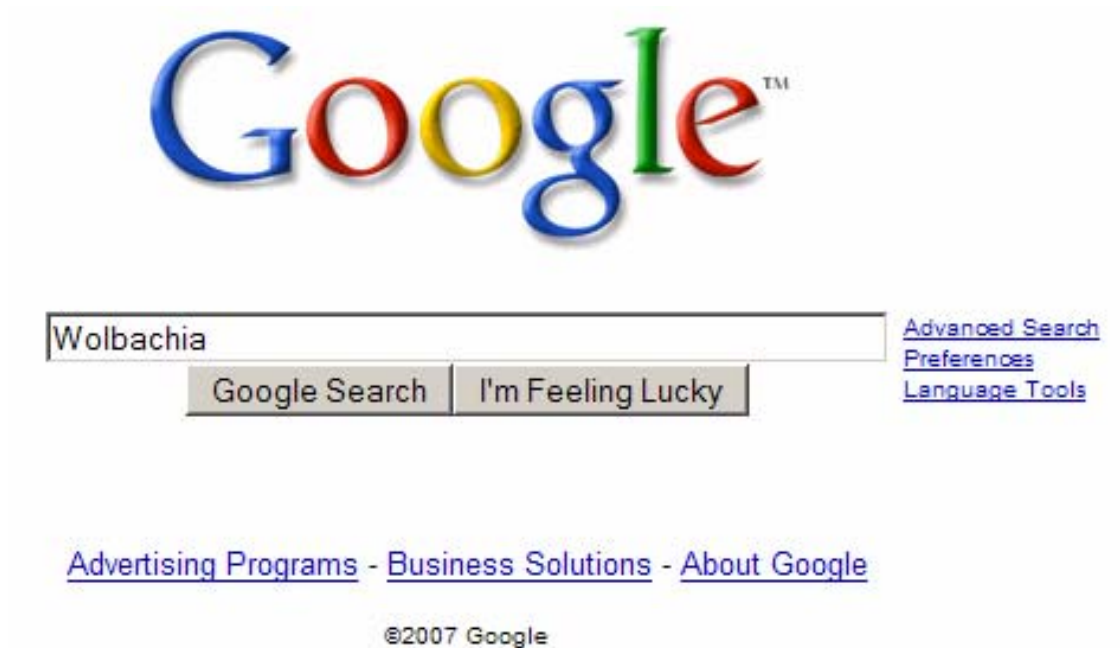 Google™
Wolbachia
Advanced Search
Preferences
Language Tools
Google Search
I'm Feeling Lucky
Advertising Programs - Business Solutions - About Google
©2007 Google